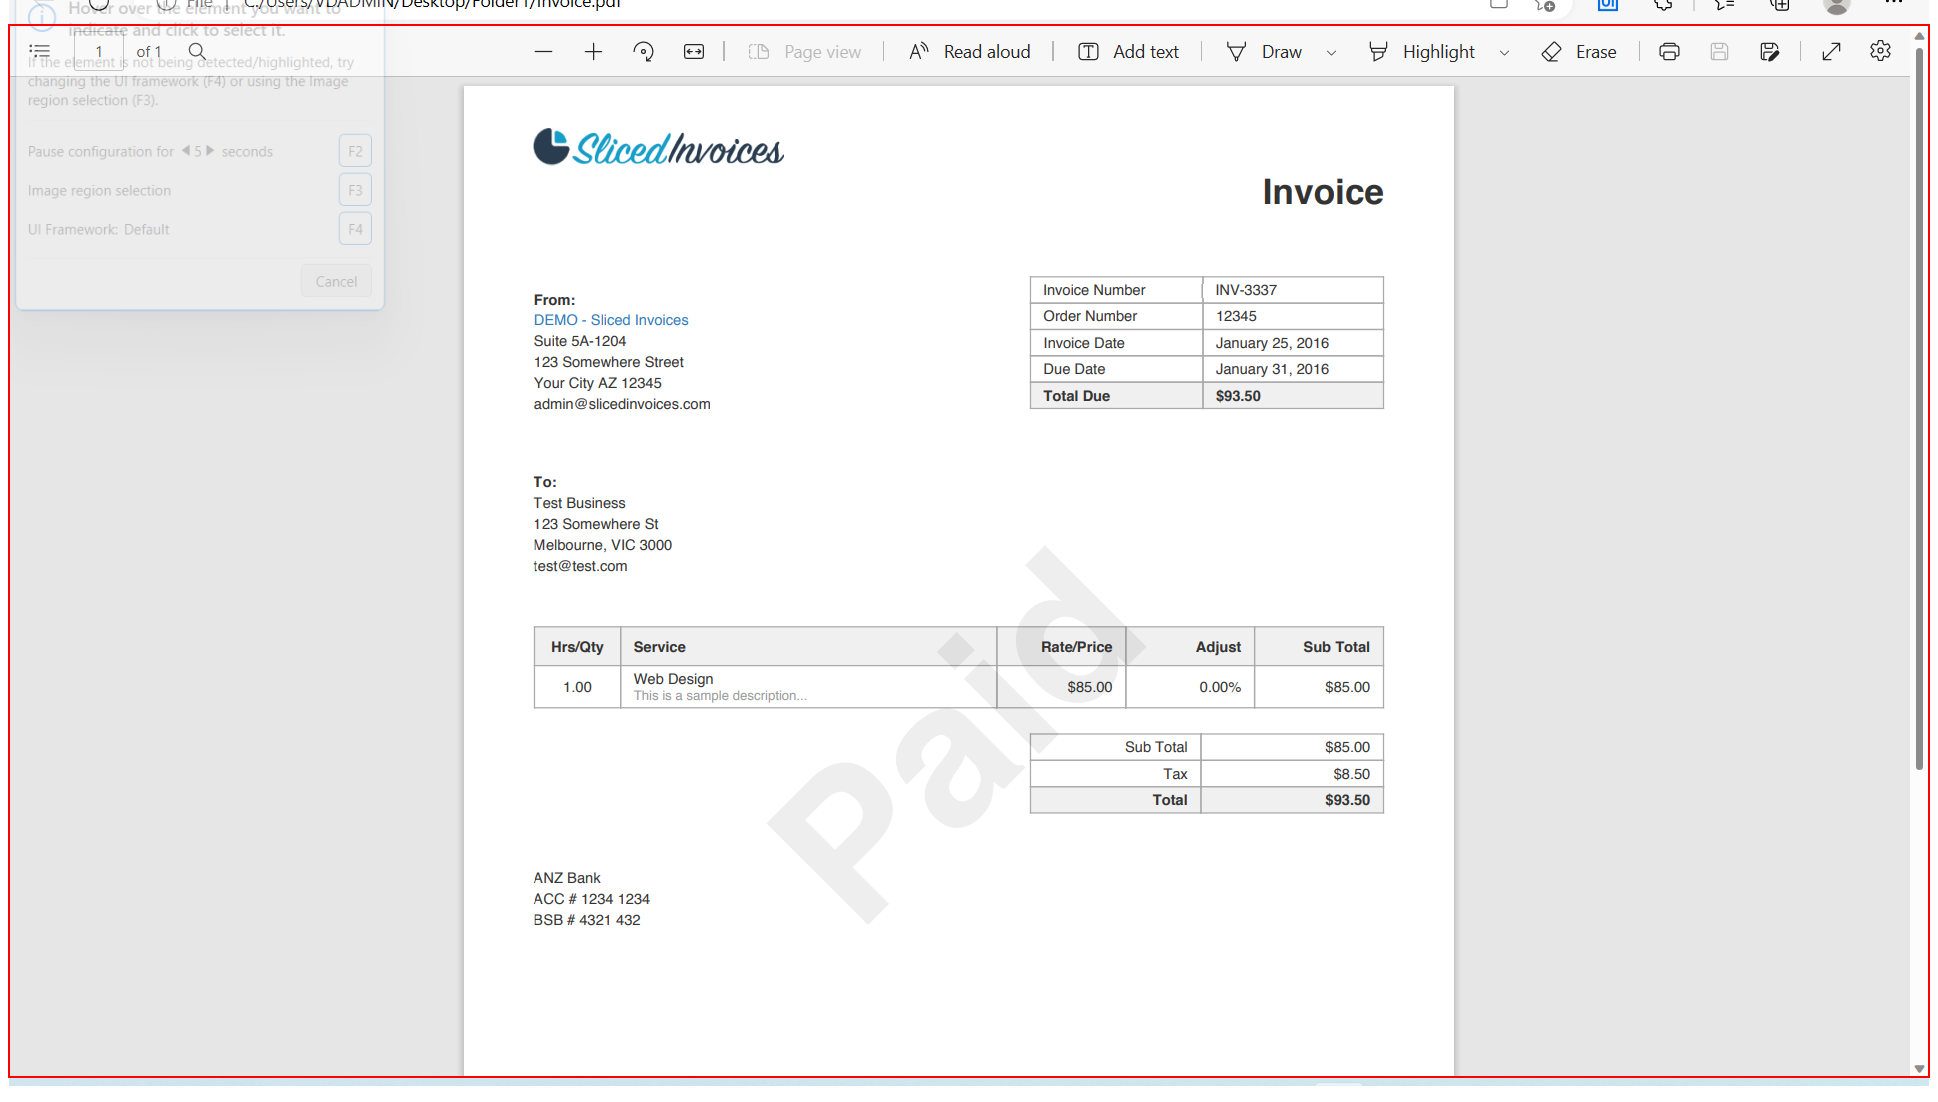 File
C:/Users/VDADMIN/Desktop/Folder1/invoice.pdf
Hover over the element you want to
indicate and click to select it.
1 of 1
Page view
Read aloud
Add text
Draw
Highlight
Erase
If the element is not being detected/highlighted, try
changing the UI framework (F4) or using the Image
region selection (F3).
Pause configuration for 5 seconds F2
Image region selection F3
UI Framework: Default F4
Cancel
SlicedInvoices
Invoice
From:
DEMO - Sliced Invoices
Suite 5A-1204
123 Somewhere Street
Your City AZ 12345
admin@slicedinvoices.com
Invoice Number INV-3337
Order Number 12345
Invoice Date January 25, 2016
Due Date January 31, 2016
Total Due $93.50
To:
Test Business
123 Somewhere St
Melbourne, VIC 3000
test@test.com
Paid
Hrs/Qty Service Rate/Price Adjust Sub Total
1.00 Web Design $85.00 0.00% $85.00
This is a sample description...
Sub Total $85.00
Tax $8.50
Total $93.50
ANZ Bank
ACC # 1234 1234
BSB # 4321 432